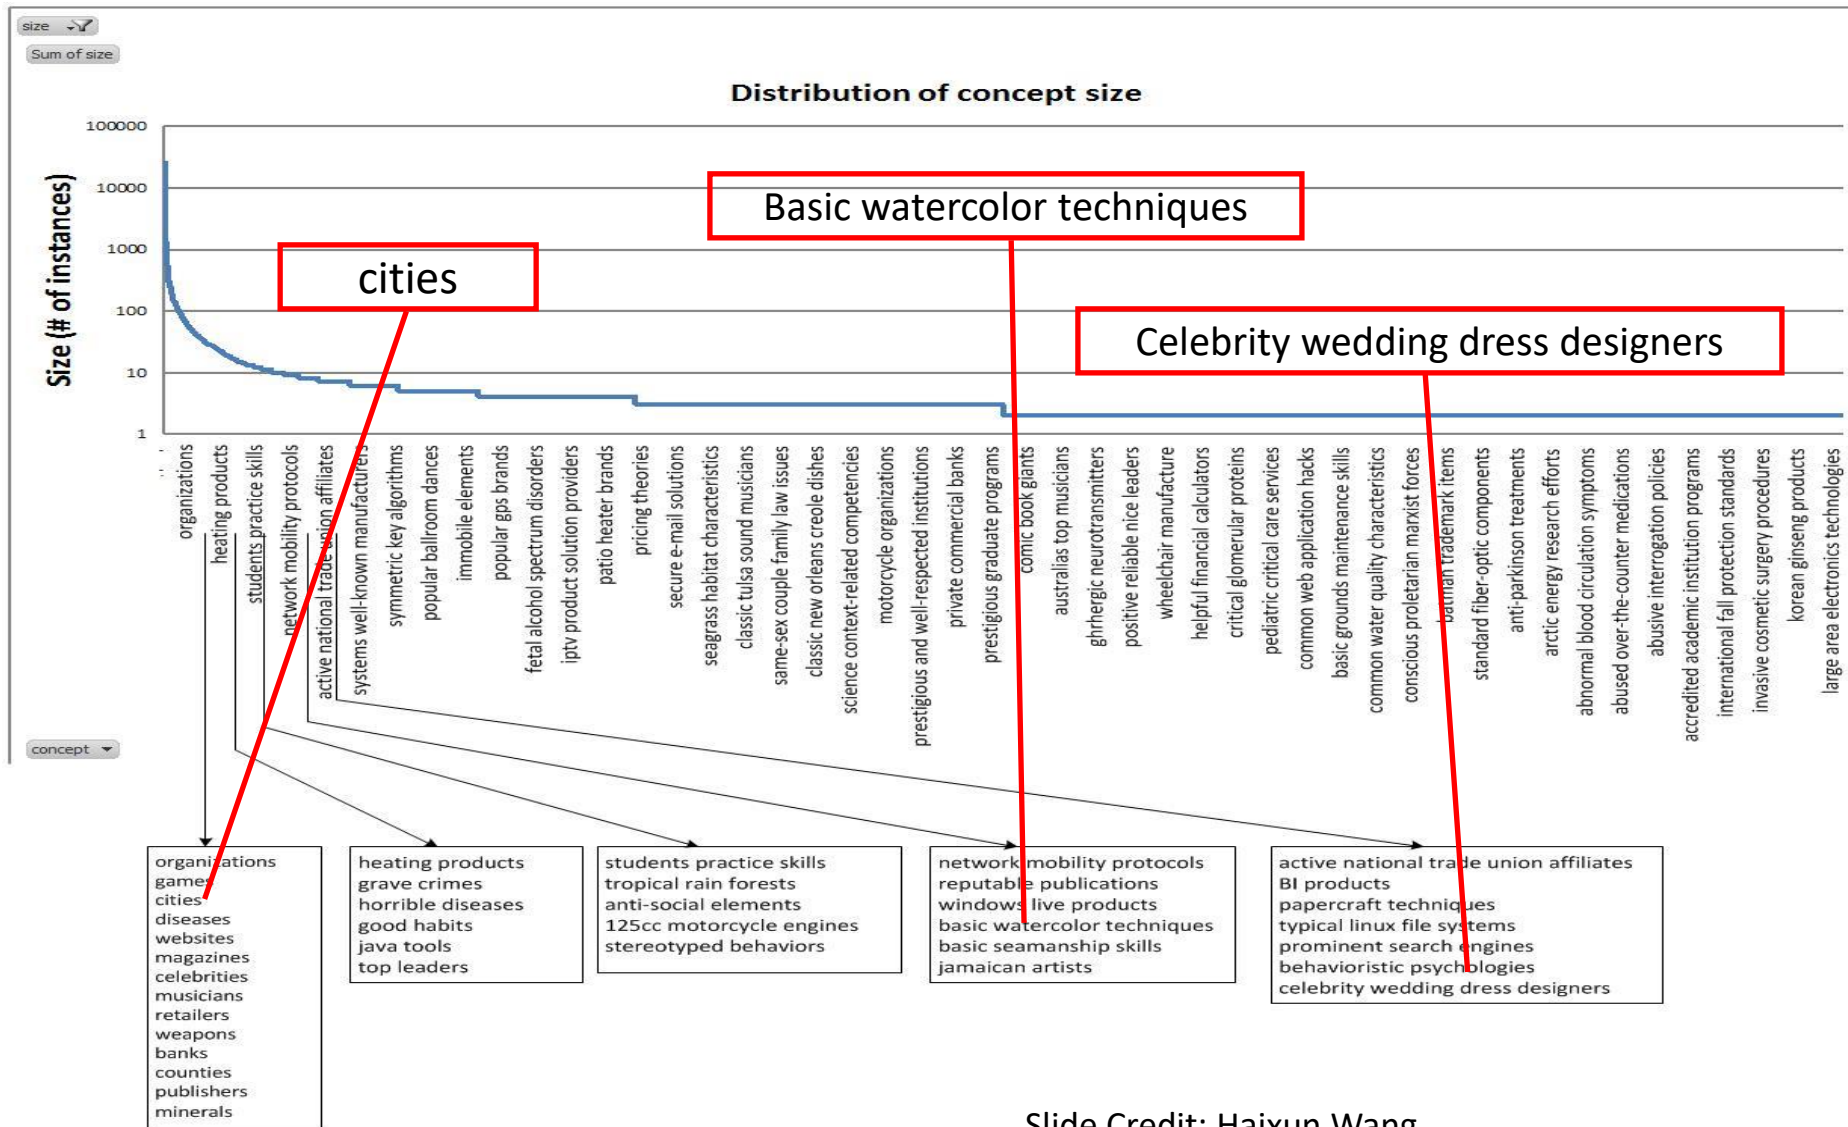 size
Sum of size
Distribution of concept size
Size (# of instances)
100000
10000
1000
100
10
1
Basic watercolor techniques
cities
Celebrity wedding dress designers
organizations
heating products
students practice skills
network mobility protocols
active national trade union affiliates
systems well-known manufacturers
symmetric key algorithms
popular ballroom dances
immobile elements
popular gps brands
fetal alcohol spectrum disorders
iptv product solution providers
patio heater brands
pricing theories
secure e-mail solutions
seagrass habitat characteristics
classic tulsa sound musicians
same-sex couple family law issues
classic new orleans creole dishes
science context-related competencies
motorcycle organizations
prestigious and well-respected institutions
private commercial banks
prestigious graduate programs
comic book giants
australias top musicians
ghrhergic neurotransmitters
positive reliable nice leaders
wheelchair manufacture
helpful financial calculators
critical glomerular proteins
pediatric critical care services
common web application hacks
basic grounds maintenance skills
common water quality characteristics
conscious proletarian marxist forces
batman trademark items
standard fiber-optic components
anti-parkinson treatments
arctic energy research efforts
abnormal blood circulation symptoms
abused over-the-counter medications
abusive interrogation policies
accredited academic institution programs
international fall protection standards
invasive cosmetic surgery procedures
korean ginseng products
large area electronics technologies
concept
organizations
games
cities
diseases
websites
magazines
celebrities
musicians
retailers
weapons
banks
counties
publishers
minerals
heating products
grave crimes
horrible diseases
good habits
java tools
top leaders
students practice skills
tropical rain forests
anti-social elements
125cc motorcycle engines
stereotyped behaviors
network mobility protocols
reputable publications
windows live products
basic watercolor techniques
basic seamanship skills
jamaican artists
active national trade union affiliates
BI products
papercraft techniques
typical linux file systems
prominent search engines
behavioristic psychologies
celebrity wedding dress designers
Slide Credit: Haixun Wang